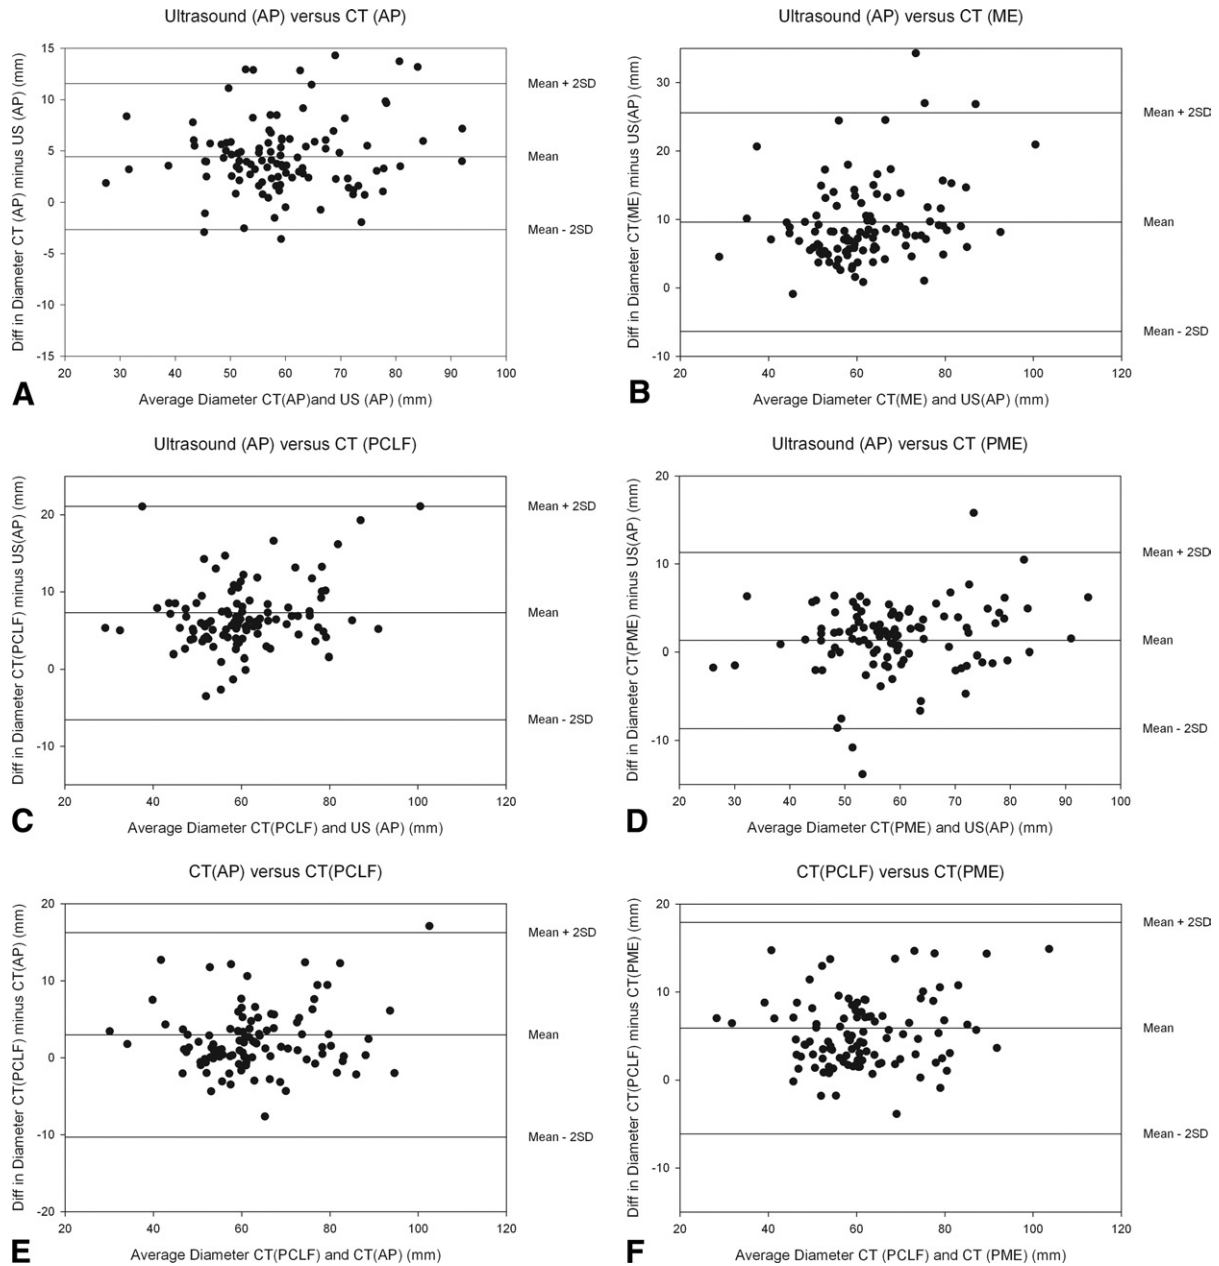 Ultrasound (AP) versus CT (AP)
Diff in Diameter CT (AP) minus US (AP) (mm)
15
10
5
0
-5
-10
-15
Mean + 2SD
Mean
Mean - 2SD
20 30 40 50 60 70 80 90 100
Average Diameter CT(AP)and US (AP) (mm)
A
Ultrasound (AP) versus CT (ME)
Diff in Diameter CT(ME) minus US(AP) (mm)
30
20
10
0
-10
Mean + 2SD
Mean
Mean - 2SD
20 40 60 80 100 120
Average Diameter CT(ME) and US(AP) (mm)
B
Ultrasound (AP) versus CT (PCLF)
Diff in Diameter CT(PCLF) minus US(AP) (mm)
20
10
0
-10
Mean + 2SD
Mean
Mean - 2SD
20 40 60 80 100 120
Average Diameter CT(PCLF) and US (AP) (mm)
C
Ultrasound (AP) versus CT (PME)
Diff in Diameter CT(PME) minus US(AP) (mm)
20
10
0
-10
Mean + 2SD
Mean
Mean - 2SD
20 30 40 50 60 70 80 90 100
Average Diameter CT(PME) and US(AP) (mm)
D
CT(AP) versus CT(PCLF)
Diff in Diameter CT(PCLF) minus CT(AP) (mm)
20
10
0
-10
-20
Mean + 2SD
Mean
Mean - 2SD
20 40 60 80 100 120
Average Diameter CT(PCLF) and CT(AP) (mm)
E
CT(PCLF) versus CT(PME)
Diff in Diameter CT(PCLF) minus CT(PME) (mm)
20
10
0
-10
Mean + 2SD
Mean
Mean - 2SD
20 40 60 80 100 120
Average Diameter CT (PCLF) and CT (PME) (mm)
F